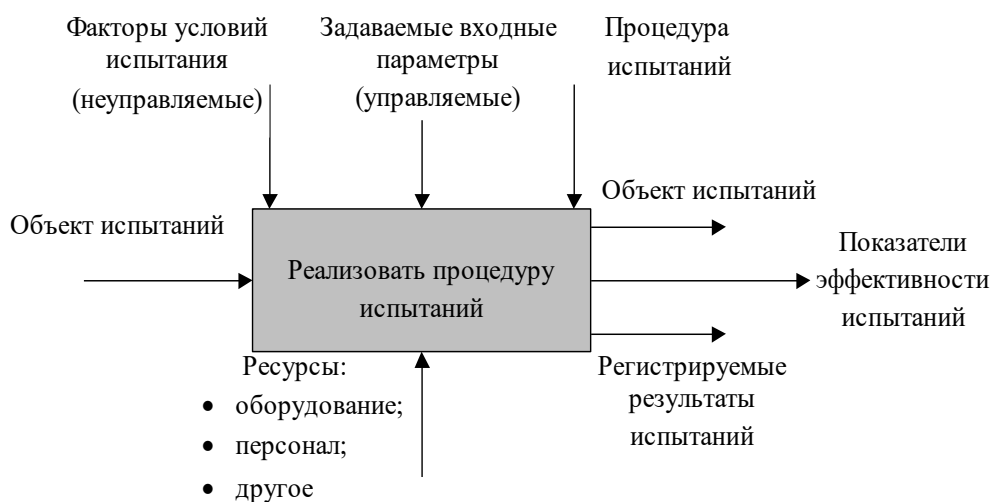 Факторы условий
испытания
(неуправляемые)
Задаваемые входные
параметры
(управляемые)
Процедура
испытаний
Объект испытаний
Объект испытаний
Реализовать процедуру
испытаний
Показатели
эффективности
испытаний
Ресурсы:
• оборудование;
• персонал;
• другое
Регистрируемые
результаты
испытаний